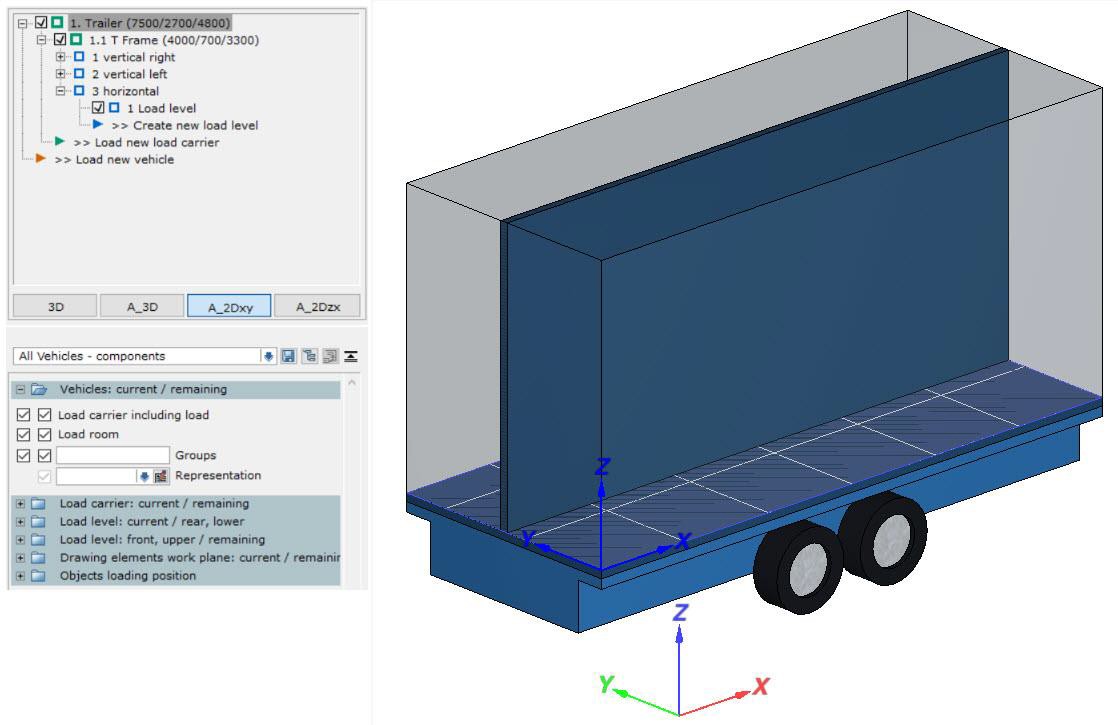 1. Trailer (7500/2700/4800)
1.1 T Frame (4000/700/3300)
1 vertical right
2 vertical left
3 horizontal
1 Load level
>> Create new load level
>> Load new load carrier
>> Load new vehicle
3D A_3D A_2Dxy A_2Dzx
All Vehicles - components
Vehicles: current / remaining
Load carrier including load
Load room
Groups
Representation
Load carrier: current / remaining
Load level: current / rear, lower
Load level: front, upper / remaining
Drawing elements work plane: current / remainin
Objects loading position
Z
Y X
Z
Y X